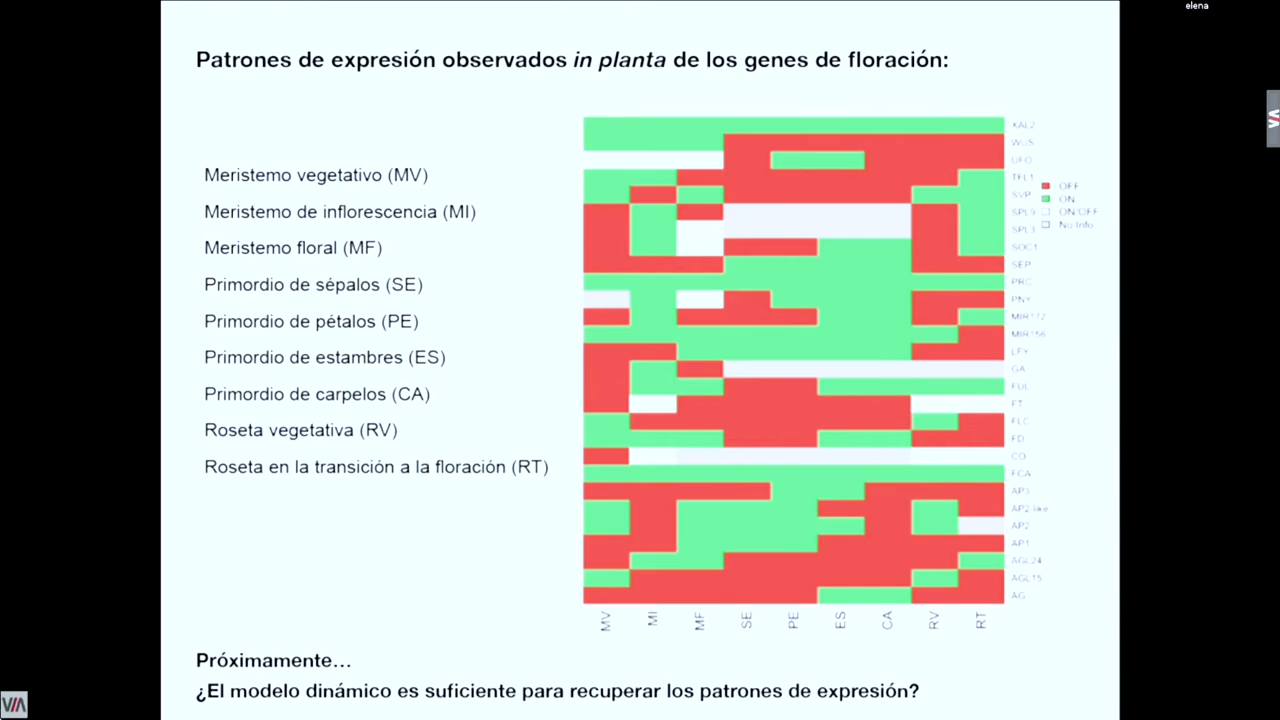 elena
Patrones de expresión observados in planta de los genes de floración:
Meristemo vegetativo (MV)
Meristemo de inflorescencia (MI)
Meristemo floral (MF)
Primordio de sépalos (SE)
Primordio de pétalos (PE)
Primordio de estambres (ES)
Primordio de carpelos (CA)
Roseta vegetativa (RV)
Roseta en la transición a la floración (RT)
XAL2
WUS
UFO
TFL1
SVP
SPL9
SPL3
SOC1
SEP
PRC
PNY
MIR172
MIR156
LFY
GA
FUL
FT
FLC
FD
CO
FCA
AP3
AP2-like
AP2
AP1
AGL24
AGL15
AG
OFF
ON
ON/OFF
No Info
MV MI MF SE PE ES CA RV RT
Próximamente...
¿El modelo dinámico es suficiente para recuperar los patrones de expresión?
VIA